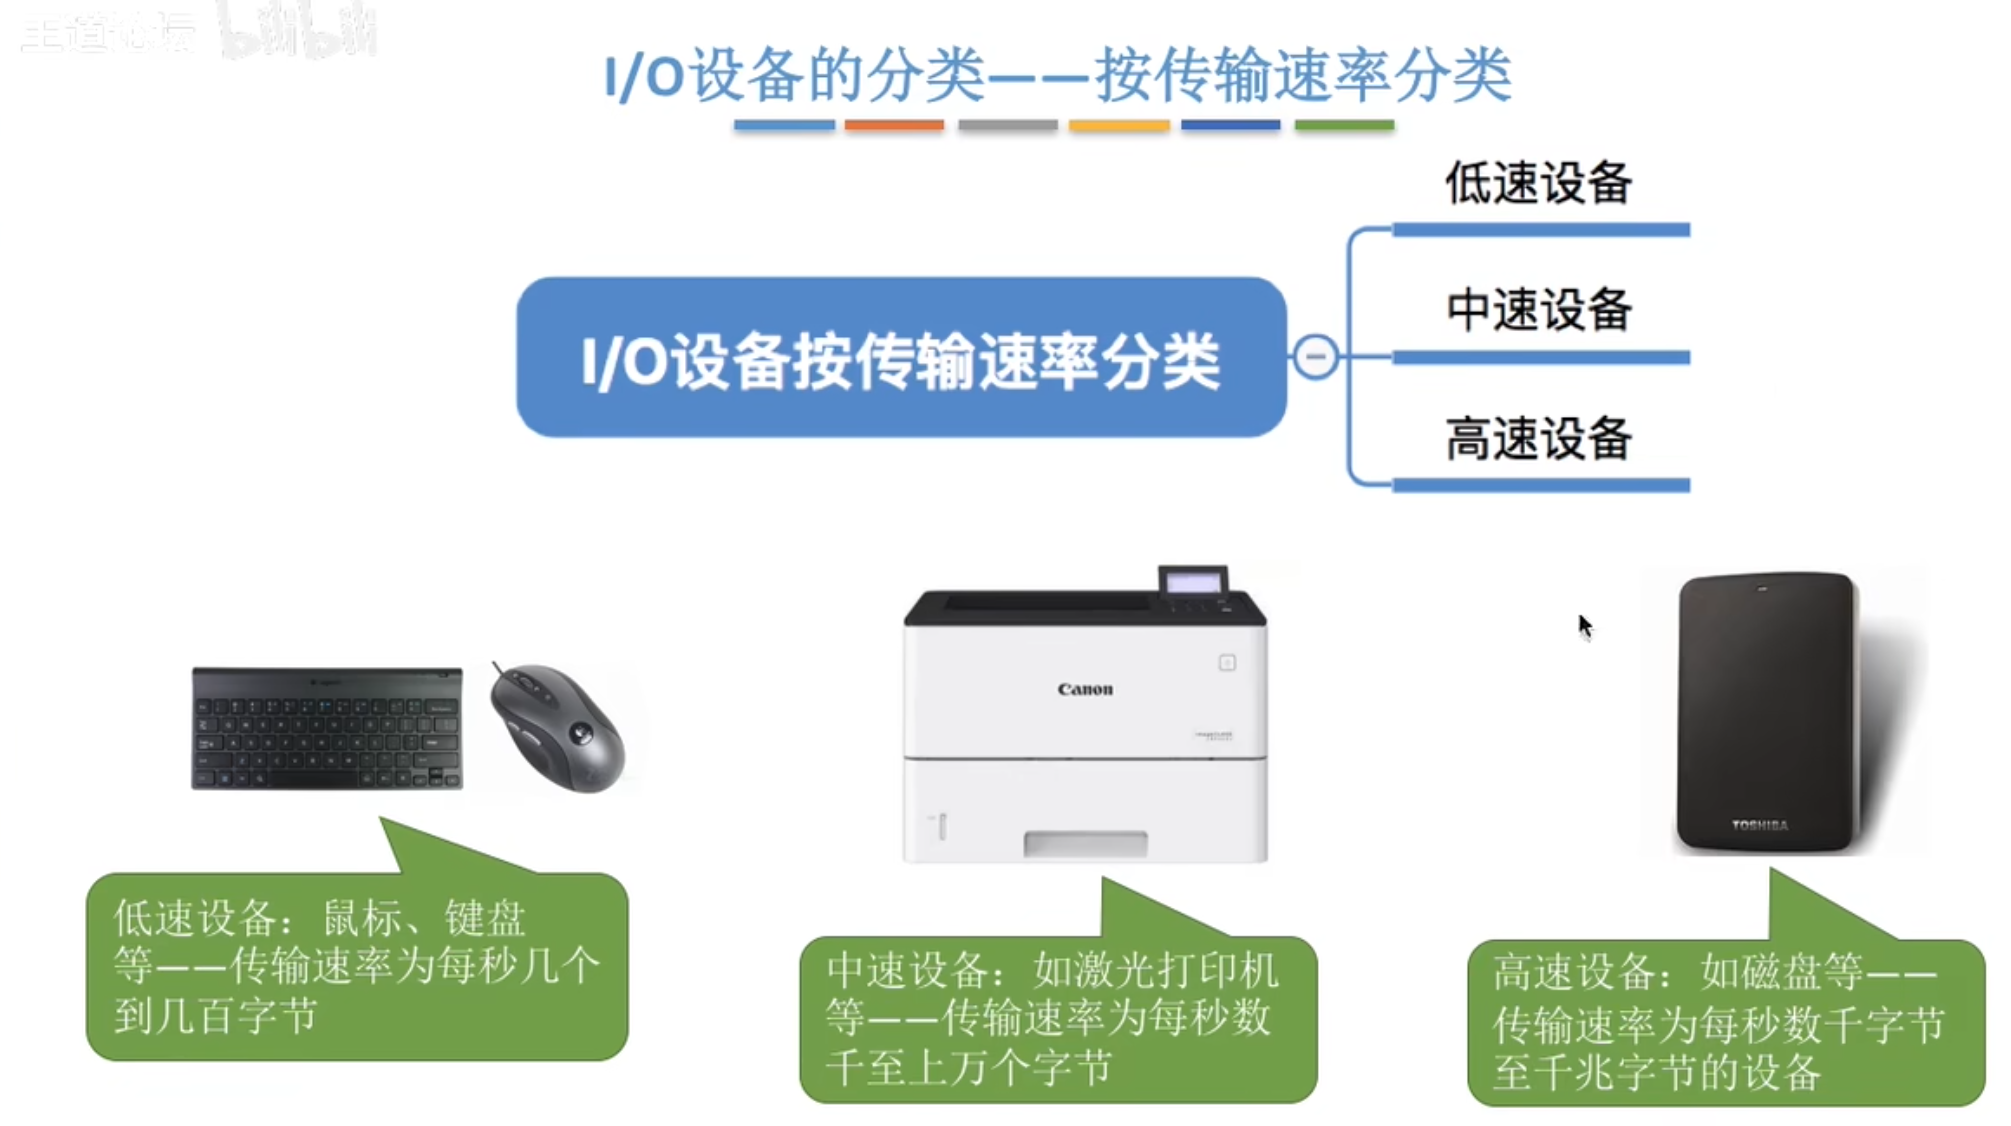 王道论坛 bilibili
I/O设备的分类——按传输速率分类
低速设备
中速设备
I/O设备按传输速率分类
高速设备
Canon
TOSHIBA
低速设备：鼠标、键盘
等——传输速率为每秒几个
到几百字节
中速设备：如激光打印机
等——传输速率为每秒数
千至上万个字节
高速设备：如磁盘等——
传输速率为每秒数千字节
至千兆字节的设备